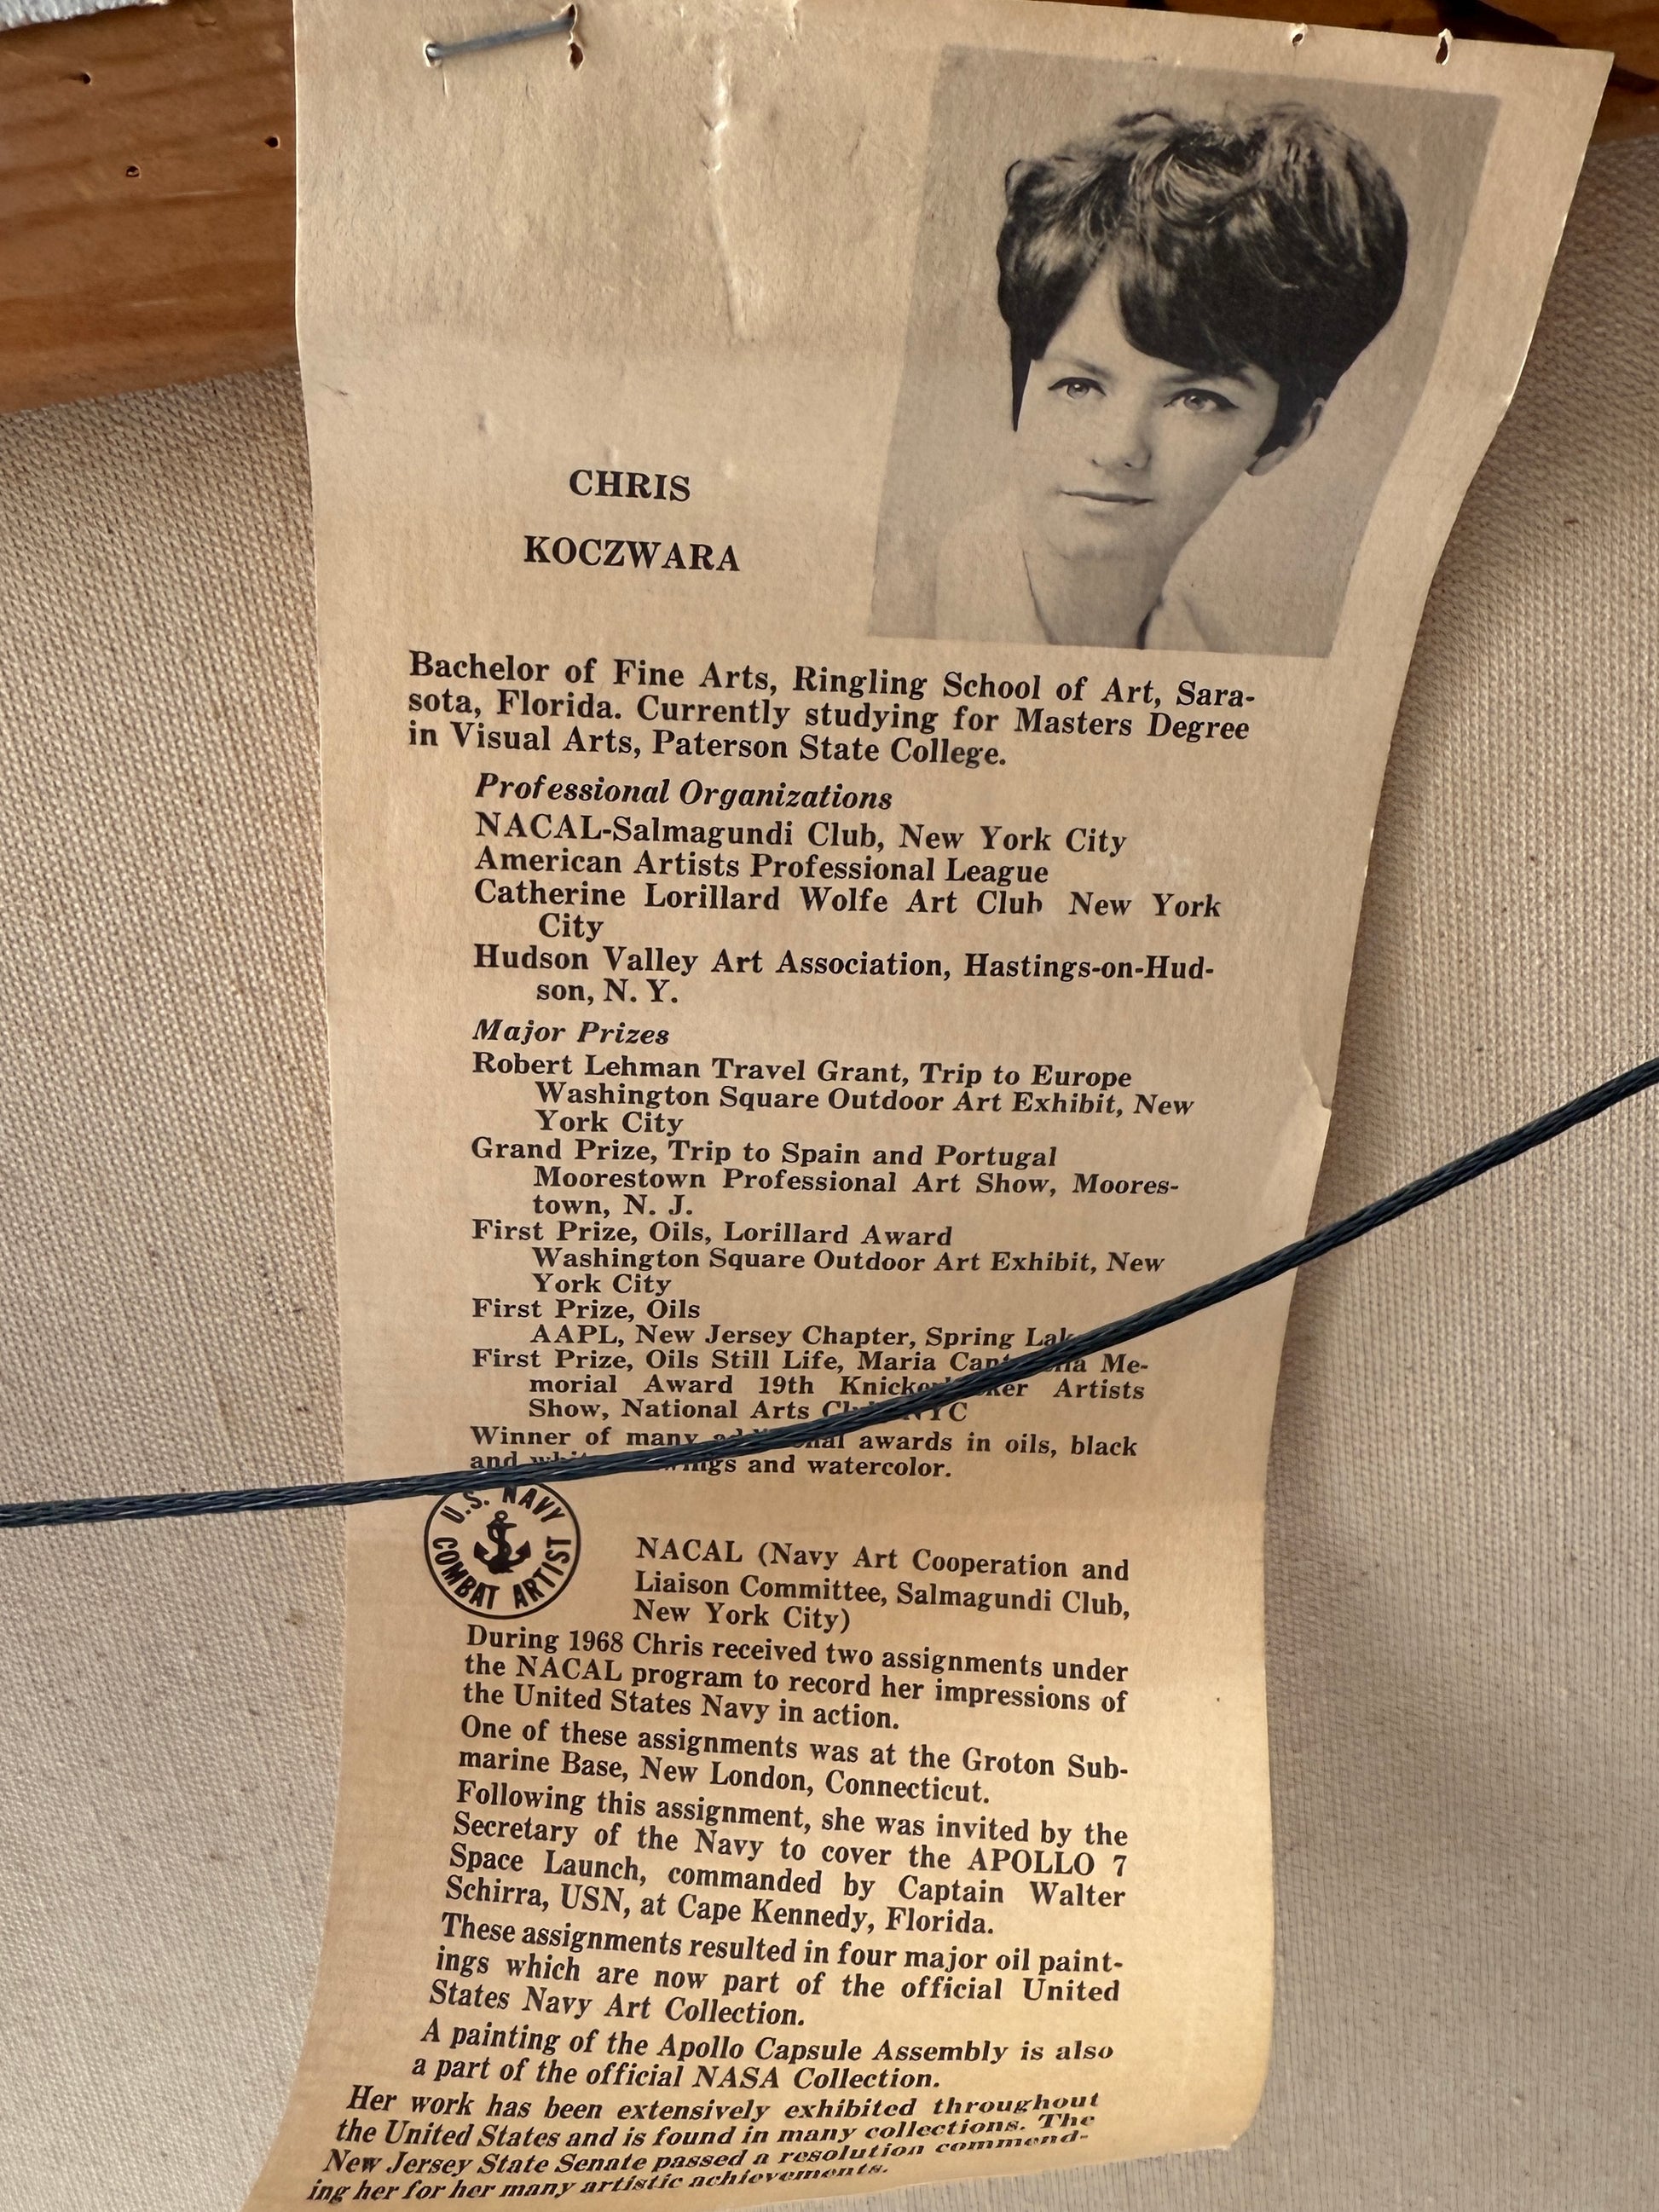 CHRIS
KOCZWARA
Bachelor of Fine Arts, Ringling School of Art, Sara-
sota, Florida. Currently studying for Masters Degree
in Visual Arts, Paterson State College.
Professional Organizations
NACAL-Salmagundi Club, New York City
American Artists Professional League
Catherine Lorillard Wolfe Art Club New York
City
Hudson Valley Art Association, Hastings-on-Hud-
son, N. Y.
Major Prizes
Robert Lehman Travel Grant, Trip to Europe
Washington Square Outdoor Art Exhibit, New
York City
Grand Prize, Trip to Spain and Portugal
Moorestown Professional Art Show, Moores-
town, N. J.
First Prize, Oils, Lorillard Award
Washington Square Outdoor Art Exhibit, New
York City
First Prize, Oils
AAPL, New Jersey Chapter, Spring
First Prize, Oils Still Life, Maria Me-
morial Award 19th Knickerbocker Artists
Show, National Arts Club, NYC
Winner of many additional awards in oils, black
and white drawings and watercolor.
U.S. NAVY
COMBAT ARTIST
NACAL (Navy Art Cooperation and
Liaison Committee, Salmagundi Club,
New York City)
During 1968 Chris received two assignments under
the NACAL program to record her impressions of
the United States Navy in action.
One of these assignments was at the Groton Sub-
marine Base, New London, Connecticut.
Following this assignment, she was invited by the
Secretary of the Navy to cover the APOLLO 7
Space Launch, commanded by Captain Walter
Schirra, USN, at Cape Kennedy, Florida.
These assignments resulted in four major oil paint-
ings which are now part of the official United
States Navy Art Collection.
A painting of the Apollo Capsule Assembly is also
a part of the official NASA Collection.
Her work has been extensively exhibited throughout
the United States and is found in many collections. The
New Jersey State Senate passed a resolution commend-
ing her for her many artistic achievements.